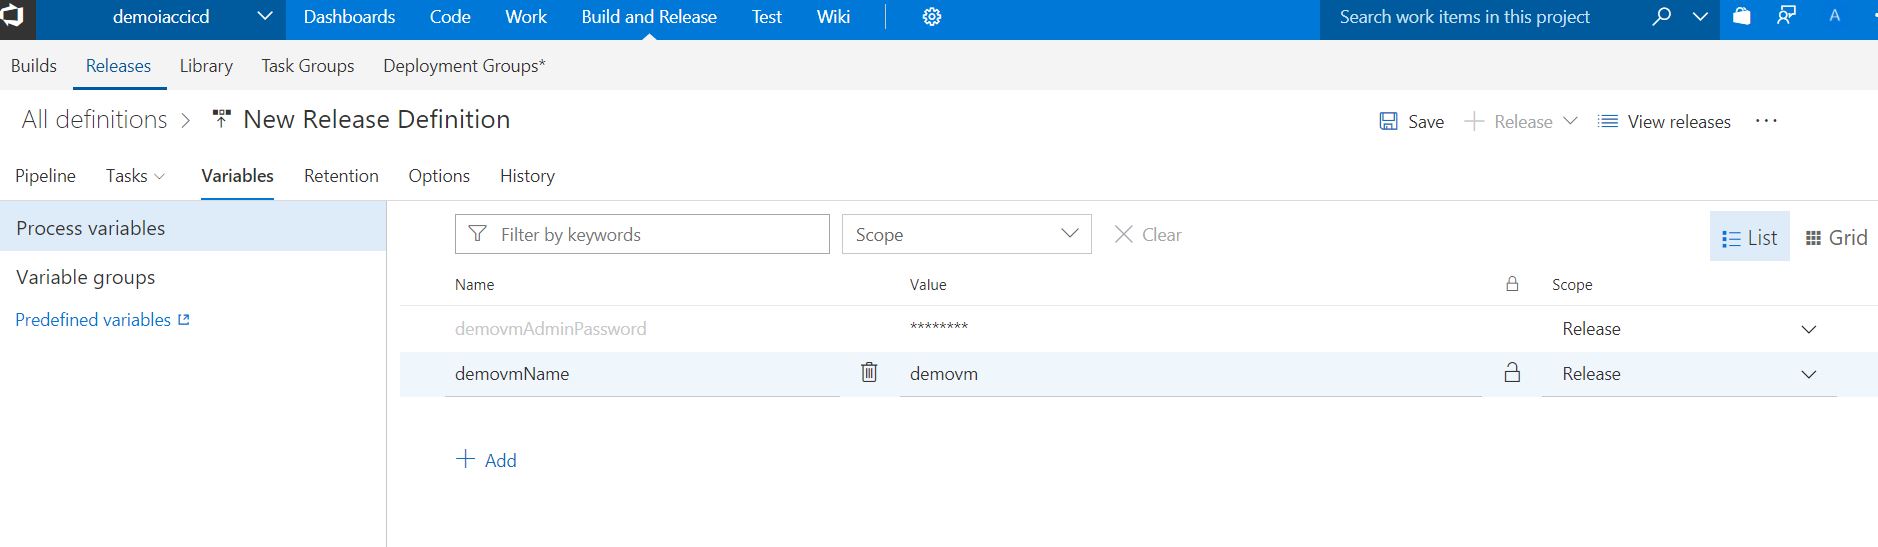 demoiaccicd Dashboards Code Work Build and Release Test Wiki Search work items in this project A
Builds Releases Library Task Groups Deployment Groups*
All definitions > New Release Definition Save + Release View releases ...
Pipeline Tasks Variables Retention Options History
Process variables
Variable groups
Predefined variables
Filter by keywords Scope Clear List Grid
Name Value Scope
demovmAdminPassword ******** Release
demovmName demovm Release
+ Add